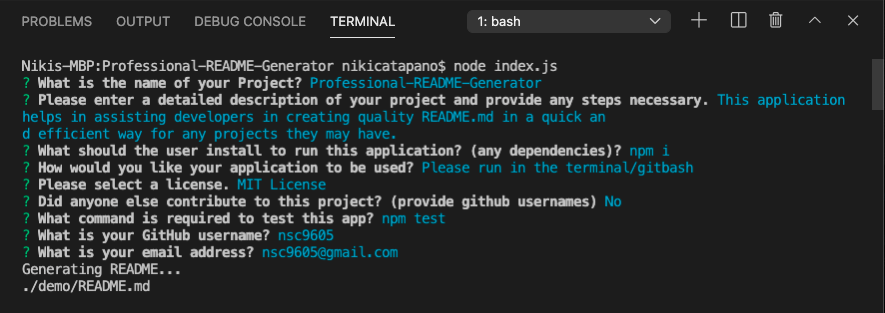 PROBLEMS OUTPUT DEBUG CONSOLE TERMINAL 1: bash
Nikis-MBP:Professional-README-Generator nikicatapano$ node index.js
? What is the name of your Project? Professional-README-Generator
? Please enter a detailed description of your project and provide any steps necessary. This application
helps in assisting developers in creating quality README.md in a quick an
d efficient way for any projects they may have.
? What should the user install to run this application? (any dependencies)? npm i
? How would you like your application to be used? Please run in the terminal/gitbash
? Please select a license. MIT License
? Did anyone else contribute to this project? (provide github usernames) No
? What command is required to test this app? npm test
? What is your GitHub username? nsc9605
? What is your email address? nsc9605@gmail.com
Generating README...
./demo/README.md